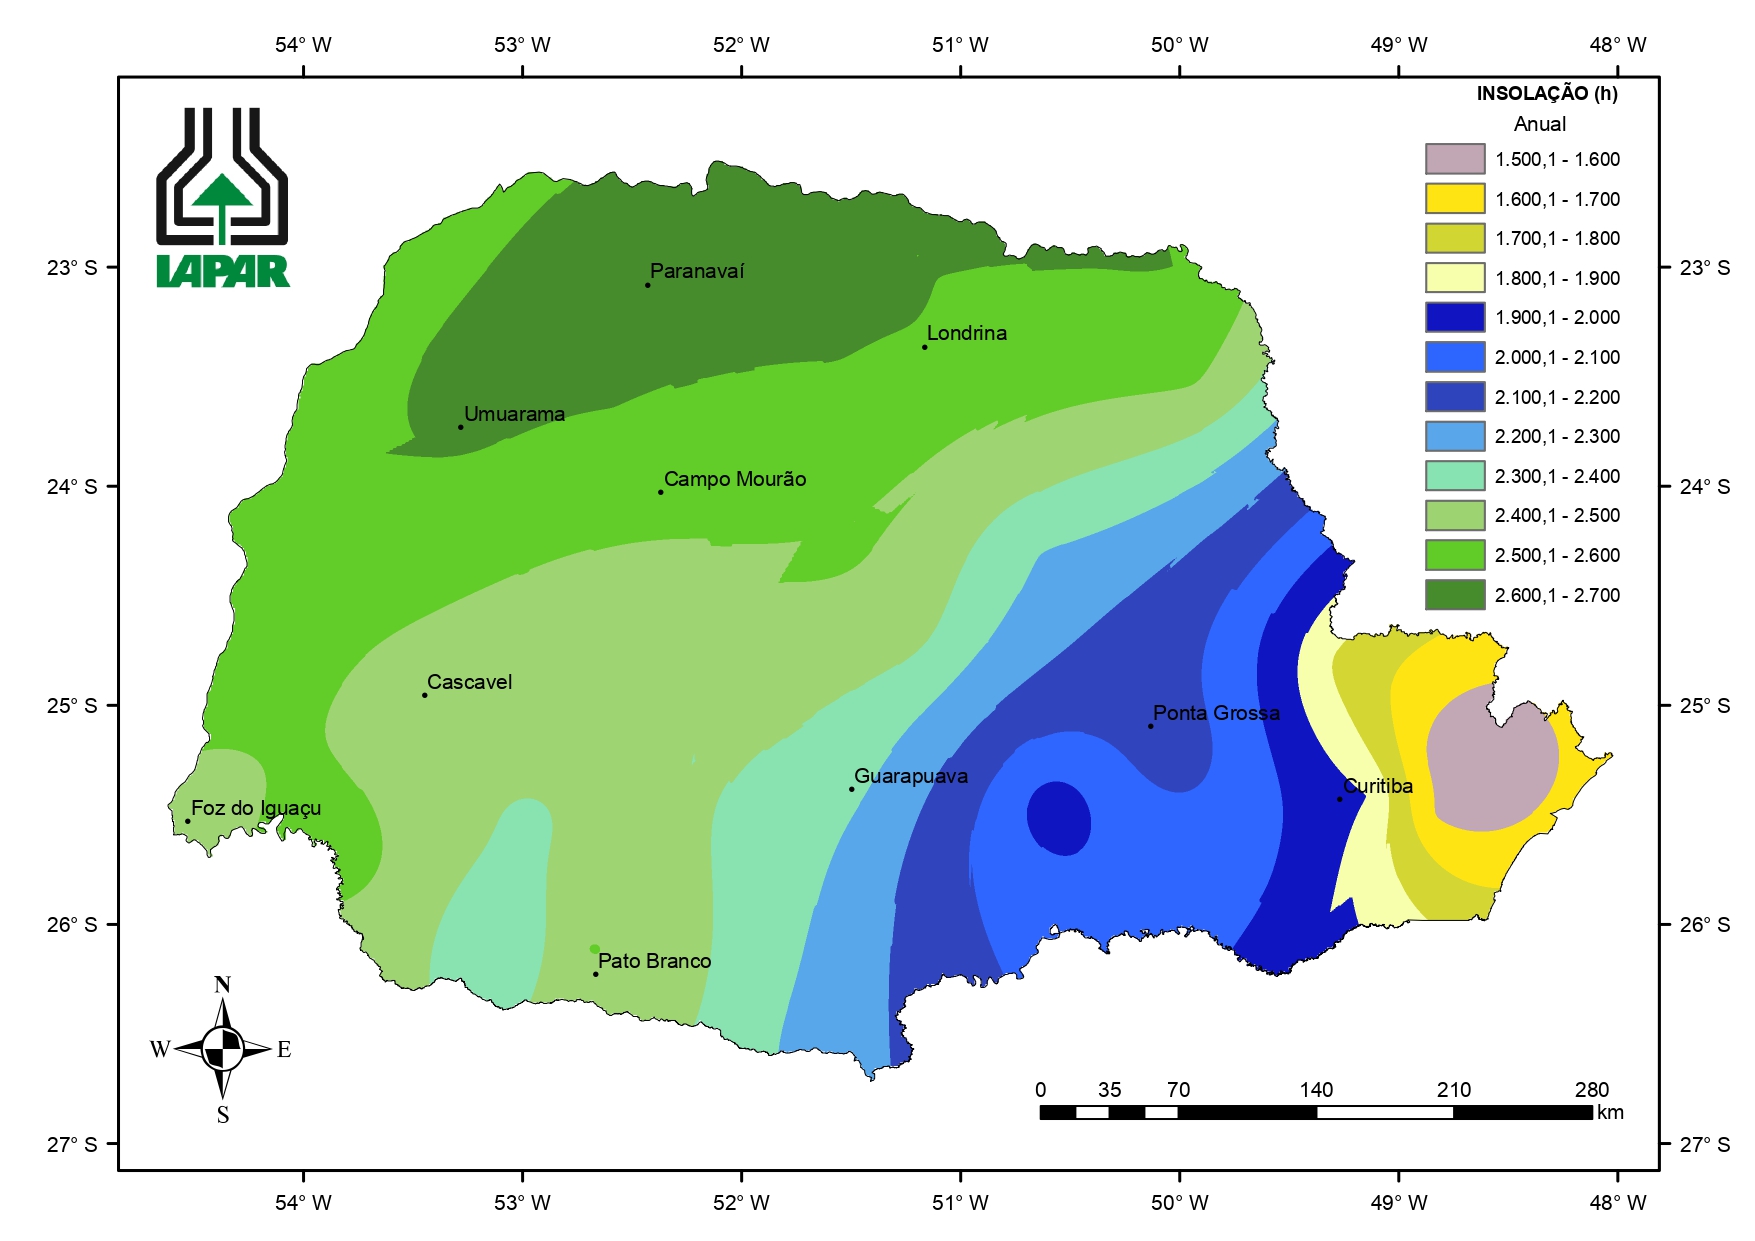 54° W 53° W 52° W 51° W 50° W 49° W 48° W
INSOLAÇÃO (h)
Anual
1.500,1 - 1.600
1.600,1 - 1.700
1.700,1 - 1.800
1.800,1 - 1.900
1.900,1 - 2.000
2.000,1 - 2.100
2.100,1 - 2.200
2.200,1 - 2.300
2.300,1 - 2.400
2.400,1 - 2.500
2.500,1 - 2.600
2.600,1 - 2.700
IAPAR
23° S 23° S
Paranavaí
Londrina
Umuarama
Campo Mourão
24° S 24° S
Cascavel
25° S 25° S
Ponta Grossa
Guarapuava
Curitiba
Foz do Iguaçu
26° S 26° S
Pato Branco
N
W E
S
0 35 70 140 210 280
km
27° S 27° S
54° W 53° W 52° W 51° W 50° W 49° W 48° W